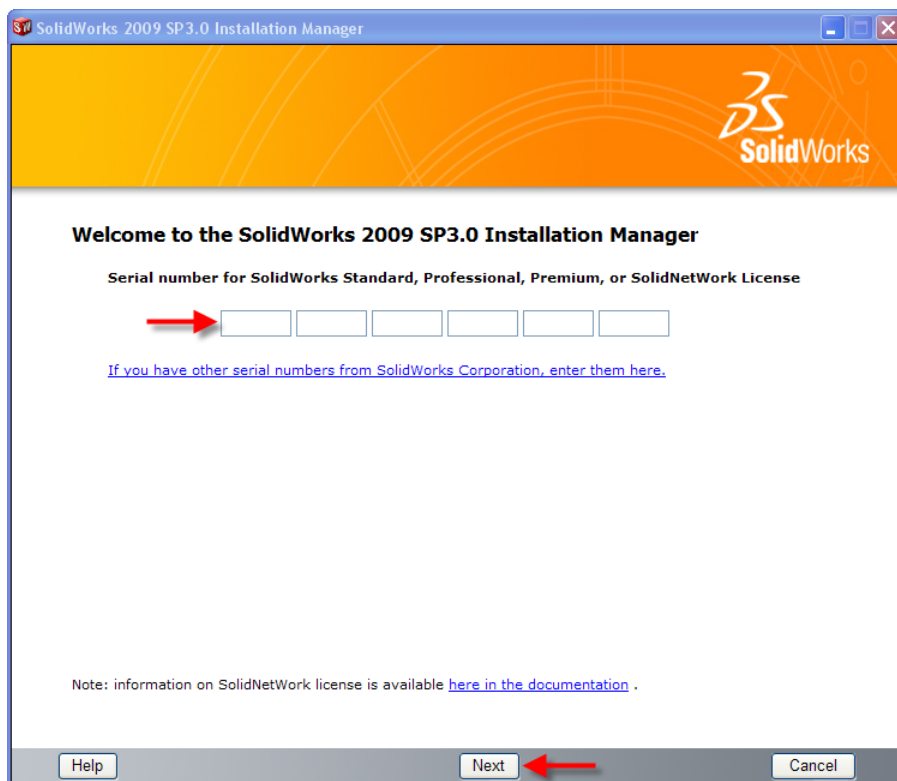 SolidWorks 2009 SP3.0 Installation Manager
SolidWorks
Welcome to the SolidWorks 2009 SP3.0 Installation Manager
Serial number for SolidWorks Standard, Professional, Premium, or SolidNetWork License
If you have other serial numbers from SolidWorks Corporation, enter them here.
Note: information on SolidNetWork license is available here in the documentation .
Help Next Cancel